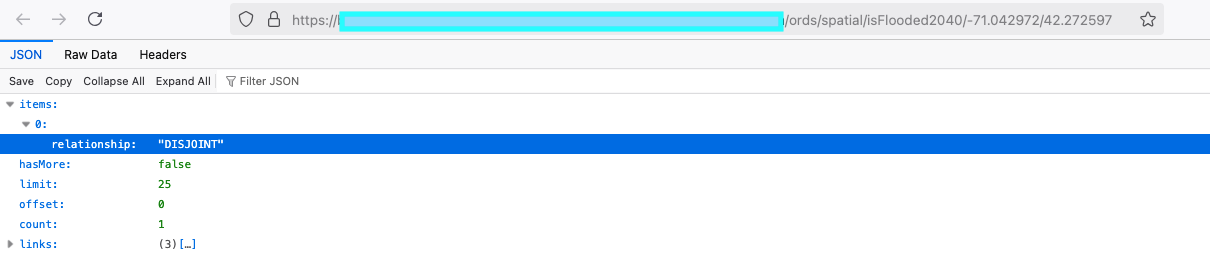 https:// /ords/spatial/isFlooded2040/-71.042972/42.272597
JSON Raw Data Headers
Save Copy Collapse All Expand All Filter JSON
items:
0:
relationship: "DISJOINT"
hasMore: false
limit: 25
offset: 0
count: 1
links: (3)[…]